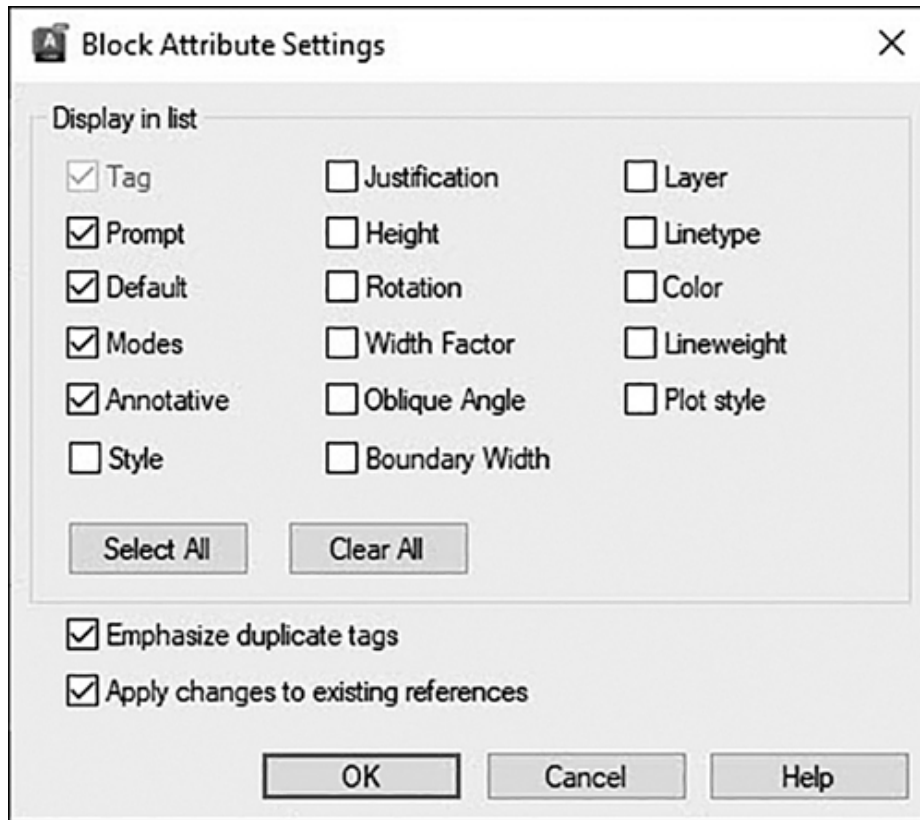 Block Attribute Settings
Display in list
Tag Justification Layer
Prompt Height Linetype
Default Rotation Color
Modes Width Factor Lineweight
Annotative Oblique Angle Plot style
Style Boundary Width
Select All Clear All
Emphasize duplicate tags
Apply changes to existing references
OK Cancel Help